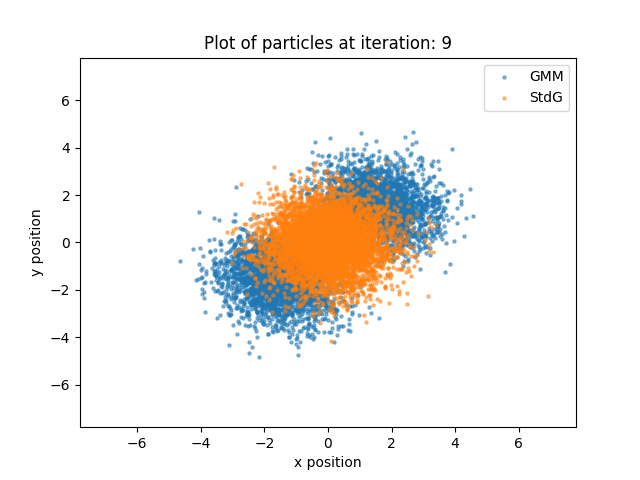 Plot of particles at iteration: 9
GMM
StdG
6
4
2
0
−2
−4
−6
y position
−6 −4 −2 0 2 4 6
x position